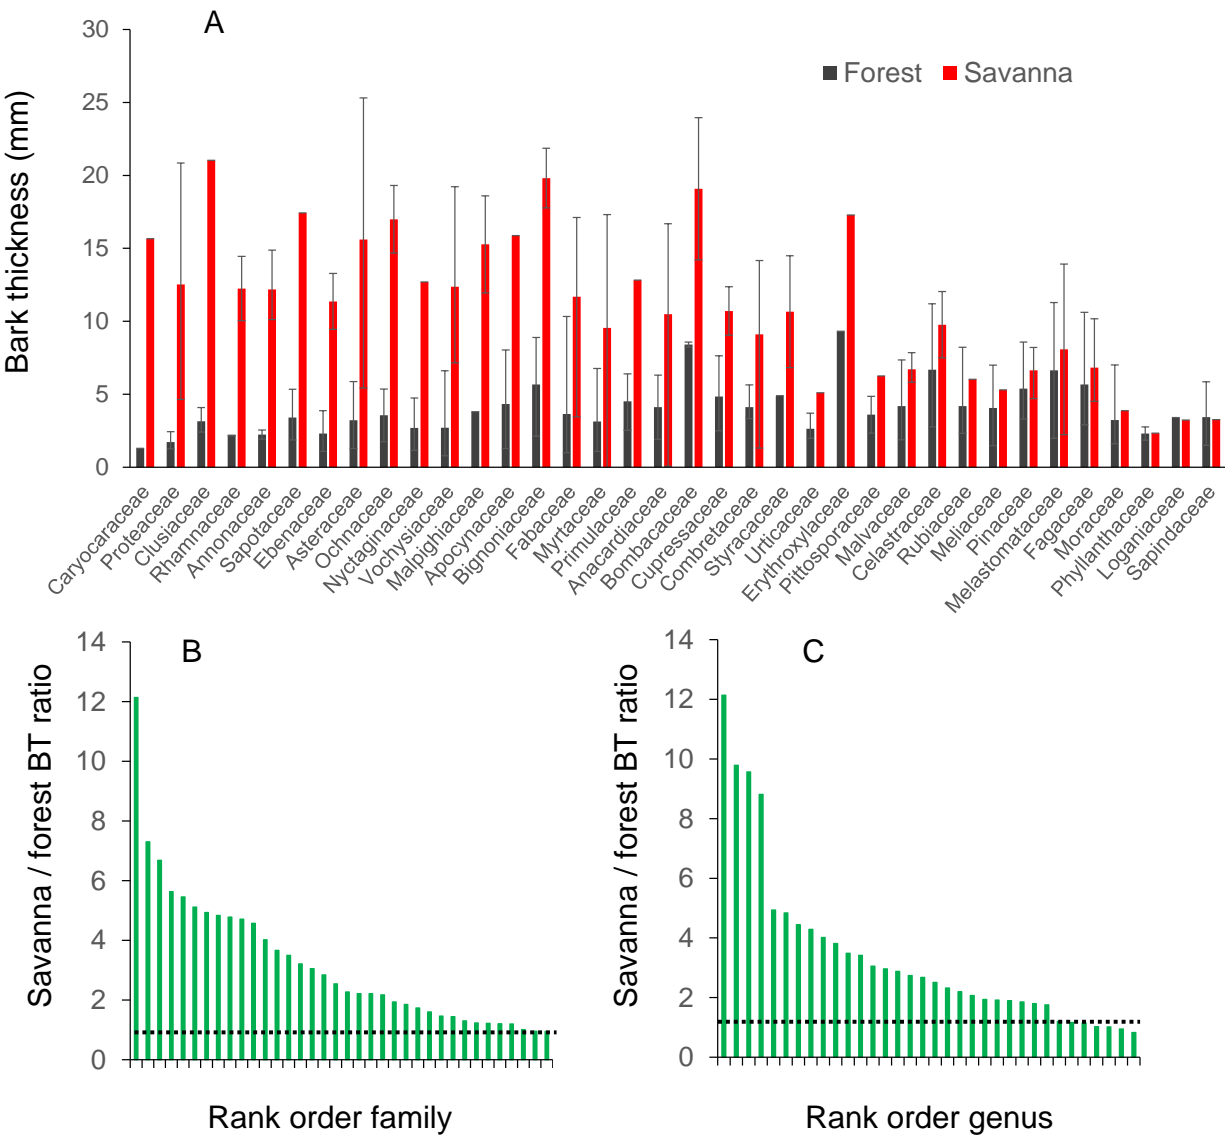 A
30
25
20
15
10
5
0
Bark thickness (mm)
Forest
Savanna
Caryocaraceae
Proteaceae
Clusiaceae
Rhamnaceae
Annonaceae
Sapotaceae
Ebenaceae
Asteraceae
Ochnaceae
Nyctaginaceae
Vochysiaceae
Malpighiaceae
Apocynaceae
Bignoniaceae
Fabaceae
Myrtaceae
Primulaceae
Anacardiaceae
Bombacaceae
Cupressaceae
Combretaceae
Styracaceae
Urticaceae
Erythroxylaceae
Pittosporaceae
Malvaceae
Celastraceae
Rubiaceae
Meliaceae
Pinaceae
Melastomataceae
Fagaceae
Moraceae
Phyllanthaceae
Loganiaceae
Sapindaceae
B
14
12
10
8
6
4
2
0
Savanna / forest BT ratio
Rank order family
C
14
12
10
8
6
4
2
0
Savanna / forest BT ratio
Rank order genus